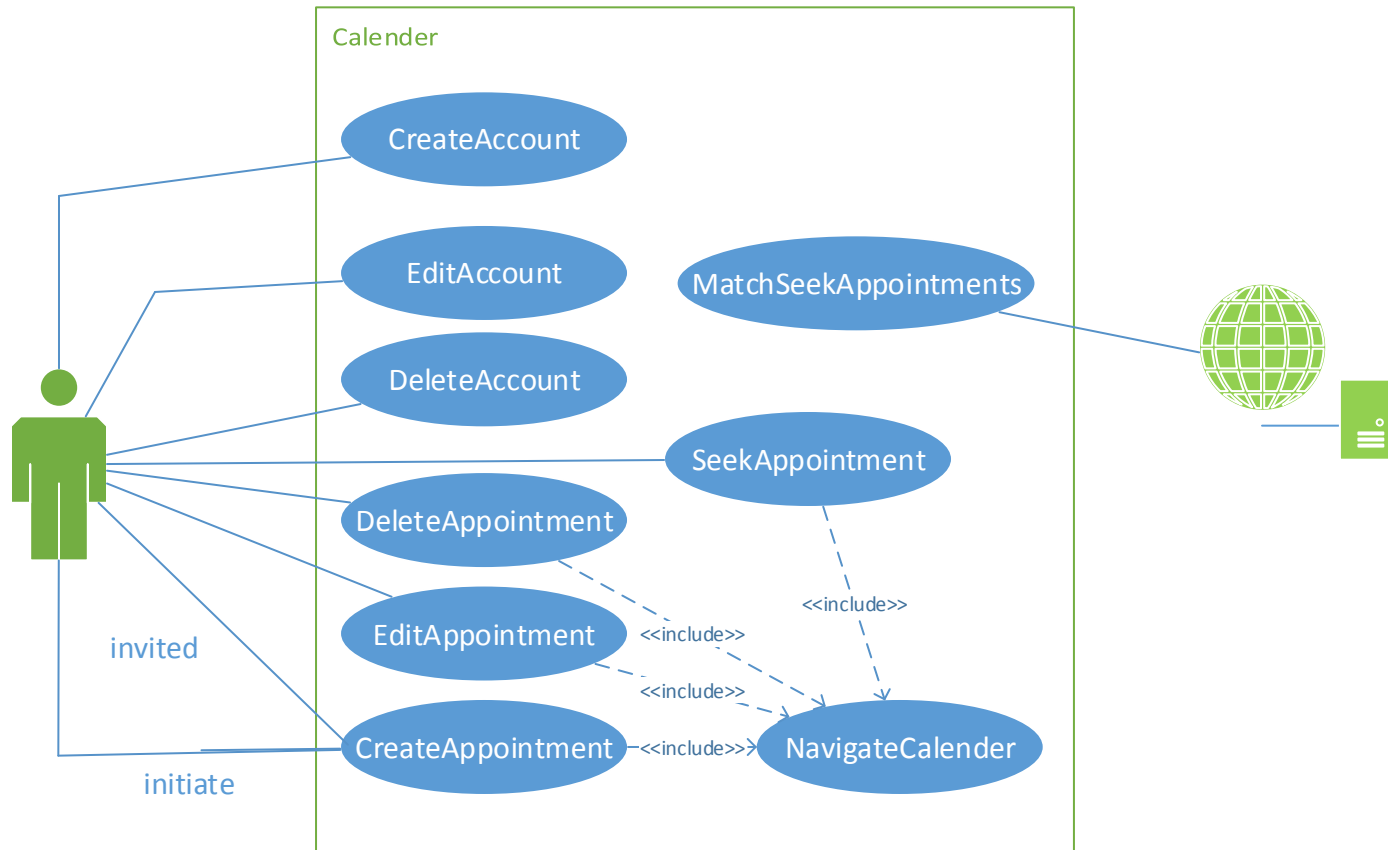 Calender
CreateAccount
EditAccount
MatchSeekAppointments
DeleteAccount
SeekAppointment
DeleteAppointment
<<include>>
EditAppointment
<<include>>
invited
<<include>>
CreateAppointment
<<include>>
NavigateCalender
initiate